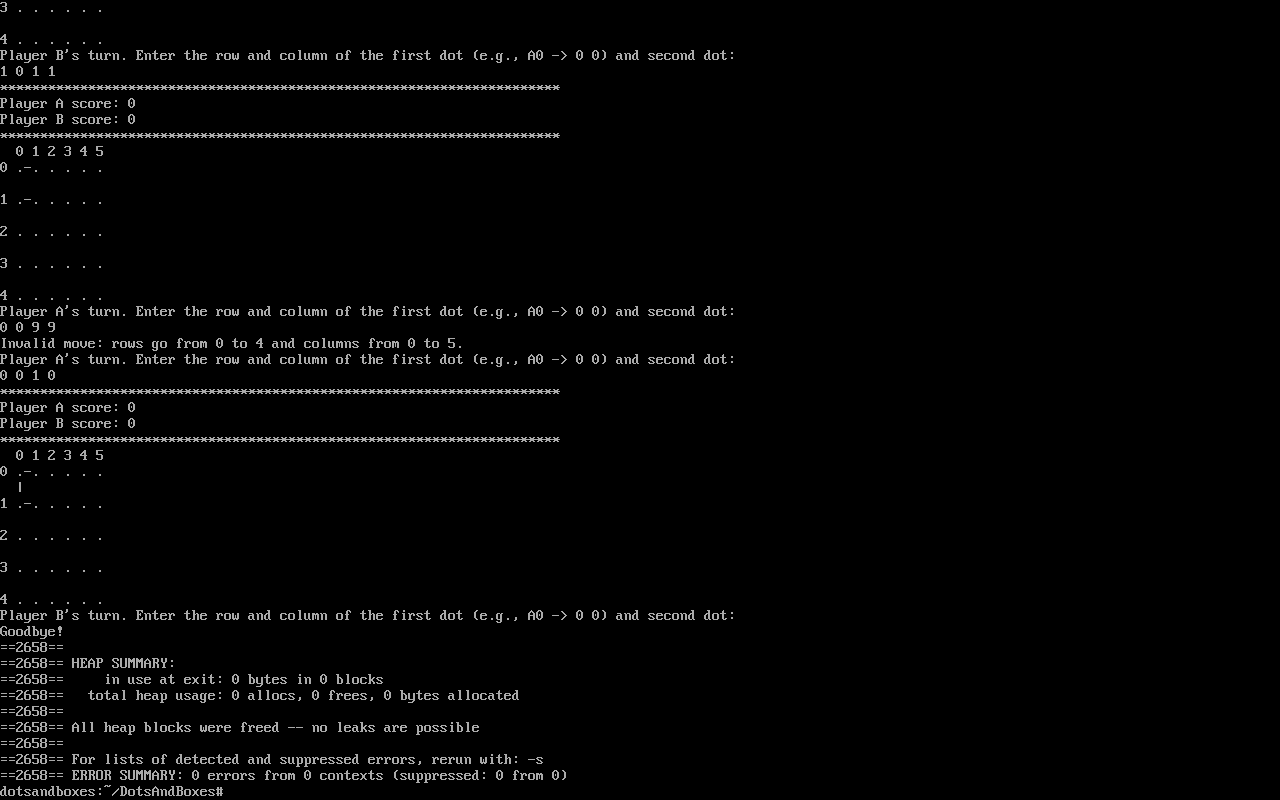 3 . . . . . .
4 . . . . . .
Player B's turn. Enter the row and column of the first dot (e.g., A0 -> 0 0) and second dot:
1 0 1 1
**********************************************************************
Player A score: 0
Player B score: 0
**********************************************************************
  0 1 2 3 4 5
0 .-. . . . .
1 .-. . . . .
2 . . . . . .
3 . . . . . .
4 . . . . . .
Player A's turn. Enter the row and column of the first dot (e.g., A0 -> 0 0) and second dot:
0 0 9 9
Invalid move: rows go from 0 to 4 and columns from 0 to 5.
Player A's turn. Enter the row and column of the first dot (e.g., A0 -> 0 0) and second dot:
0 0 1 0
**********************************************************************
Player A score: 0
Player B score: 0
**********************************************************************
  0 1 2 3 4 5
0 .-. . . . .
  |
1 .-. . . . .
2 . . . . . .
3 . . . . . .
4 . . . . . .
Player B's turn. Enter the row and column of the first dot (e.g., A0 -> 0 0) and second dot:
Goodbye!
==2658==
==2658== HEAP SUMMARY:
==2658==     in use at exit: 0 bytes in 0 blocks
==2658==   total heap usage: 0 allocs, 0 frees, 0 bytes allocated
==2658==
==2658== All heap blocks were freed -- no leaks are possible
==2658==
==2658== For lists of detected and suppressed errors, rerun with: -s
==2658== ERROR SUMMARY: 0 errors from 0 contexts (suppressed: 0 from 0)
dotsandboxes:~/DotsAndBoxes#